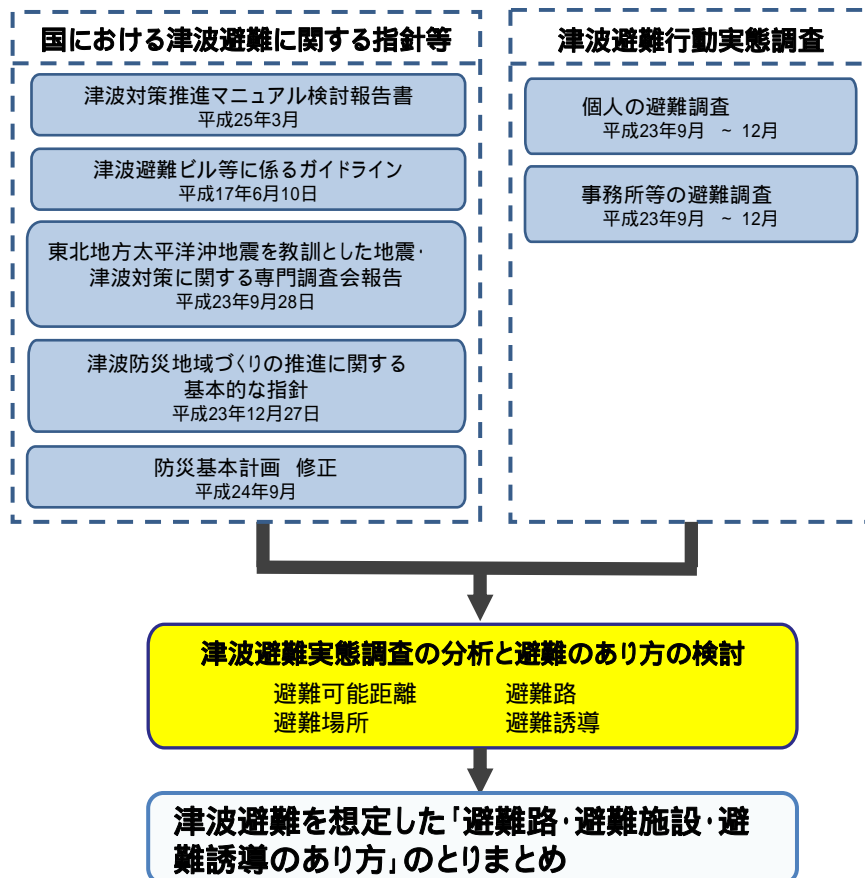 国における津波避難に関する指針等
津波対策推進マニュアル検討報告書
平成25年3月
津波避難ビル等に係るガイドライン
平成17年6月10日
東北地方太平洋沖地震を教訓とした地震・
津波対策に関する専門調査会報告
平成23年9月28日
津波防災地域づくりの推進に関する
基本的な指針
平成23年12月27日
防災基本計画 修正
平成24年9月
津波避難行動実態調査
個人の避難調査
平成23年9月 ~ 12月
事務所等の避難調査
平成23年9月 ~ 12月
津波避難実態調査の分析と避難のあり方の検討
避難可能距離 避難路
避難場所 避難誘導
津波避難を想定した「避難路・避難施設・避
難誘導のあり方」のとりまとめ